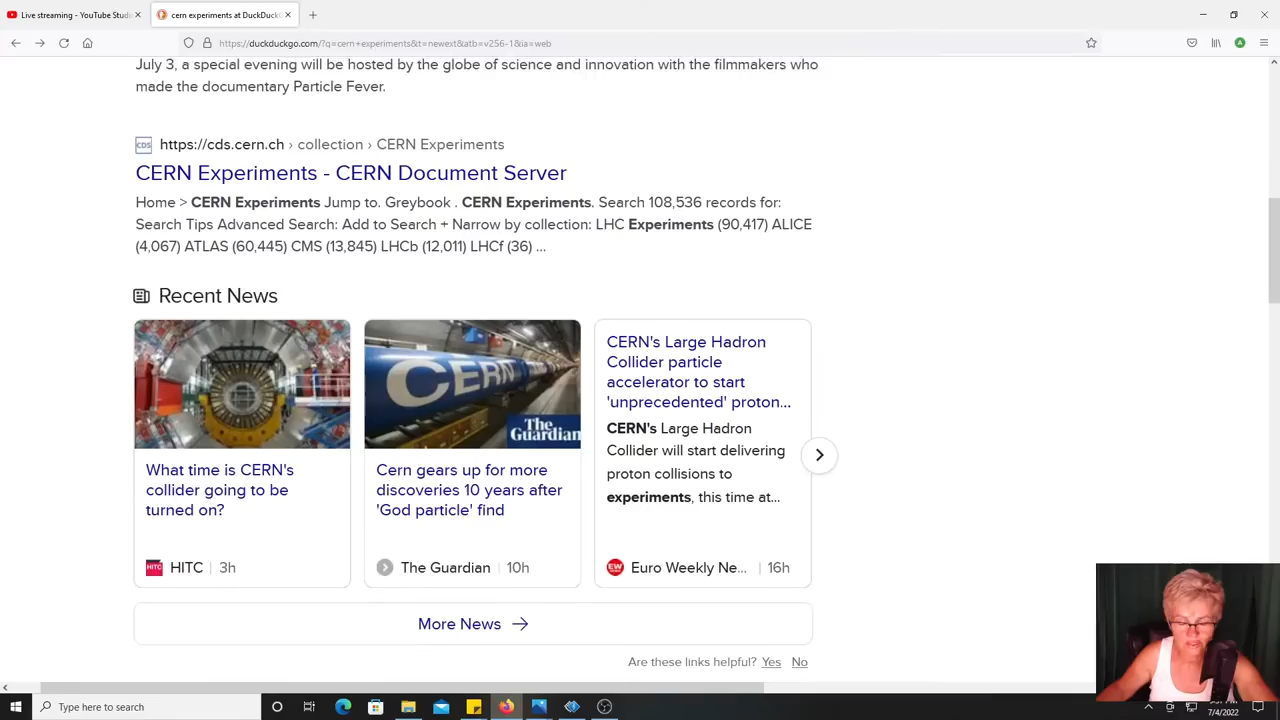 Live streaming - YouTube Studi
cern experiments at DuckDuckG
https://duckduckgo.com/?q=cern+experiments&t=newext&atb=v256-1&ia=web
July 3, a special evening will be hosted by the globe of science and innovation with the filmmakers who
made the documentary Particle Fever.
CDS https://cds.cern.ch › collection › CERN Experiments
CERN Experiments - CERN Document Server
Home > CERN Experiments Jump to. Greybook . CERN Experiments. Search 108,536 records for:
Search Tips Advanced Search: Add to Search + Narrow by collection: LHC Experiments (90,417) ALICE
(4,067) ATLAS (60,445) CMS (13,845) LHCb (12,011) LHCf (36) ...
Recent News
CERN
The
Guardian
What time is CERN's
collider going to be
turned on?
HITC HITC | 3h
Cern gears up for more
discoveries 10 years after
'God particle' find
The Guardian | 10h
CERN's Large Hadron
Collider particle
accelerator to start
'unprecedented' proton...
CERN's Large Hadron
Collider will start delivering
proton collisions to
experiments, this time at...
EW Euro Weekly Ne... | 16h
More News →
Are these links helpful? Yes No
Type here to search
7/4/2022